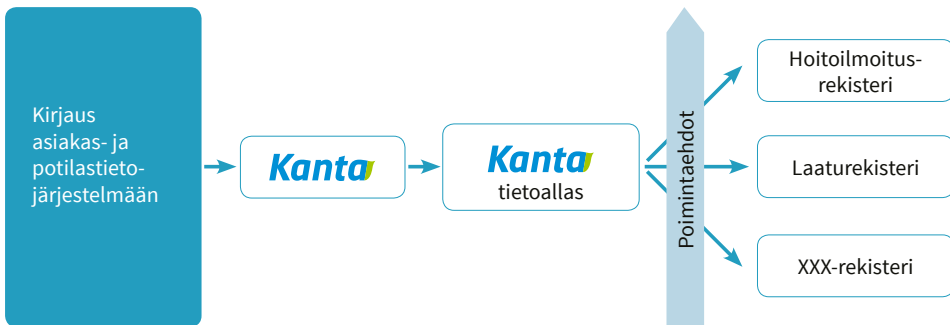 Kirjaus
asiakas- ja
potilastieto-
järjestelmään
Kanta
Kanta
tietoallas
Poimintaehdot
Hoitoilmoitus-
rekisteri
Laaturekisteri
XXX-rekisteri